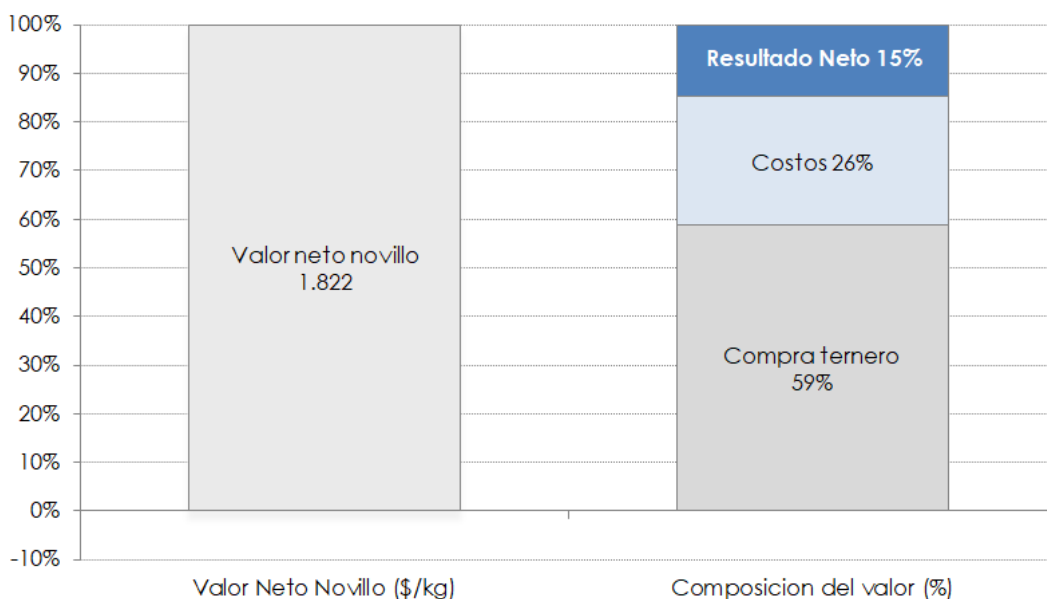 100%
90%
80%
70%
60%
50%
40%
30%
20%
10%
0%
-10%
Valor neto novillo
1.822
Resultado Neto 15%
Costos 26%
Compra ternero
59%
Valor Neto Novillo ($/kg)
Composicion del valor (%)